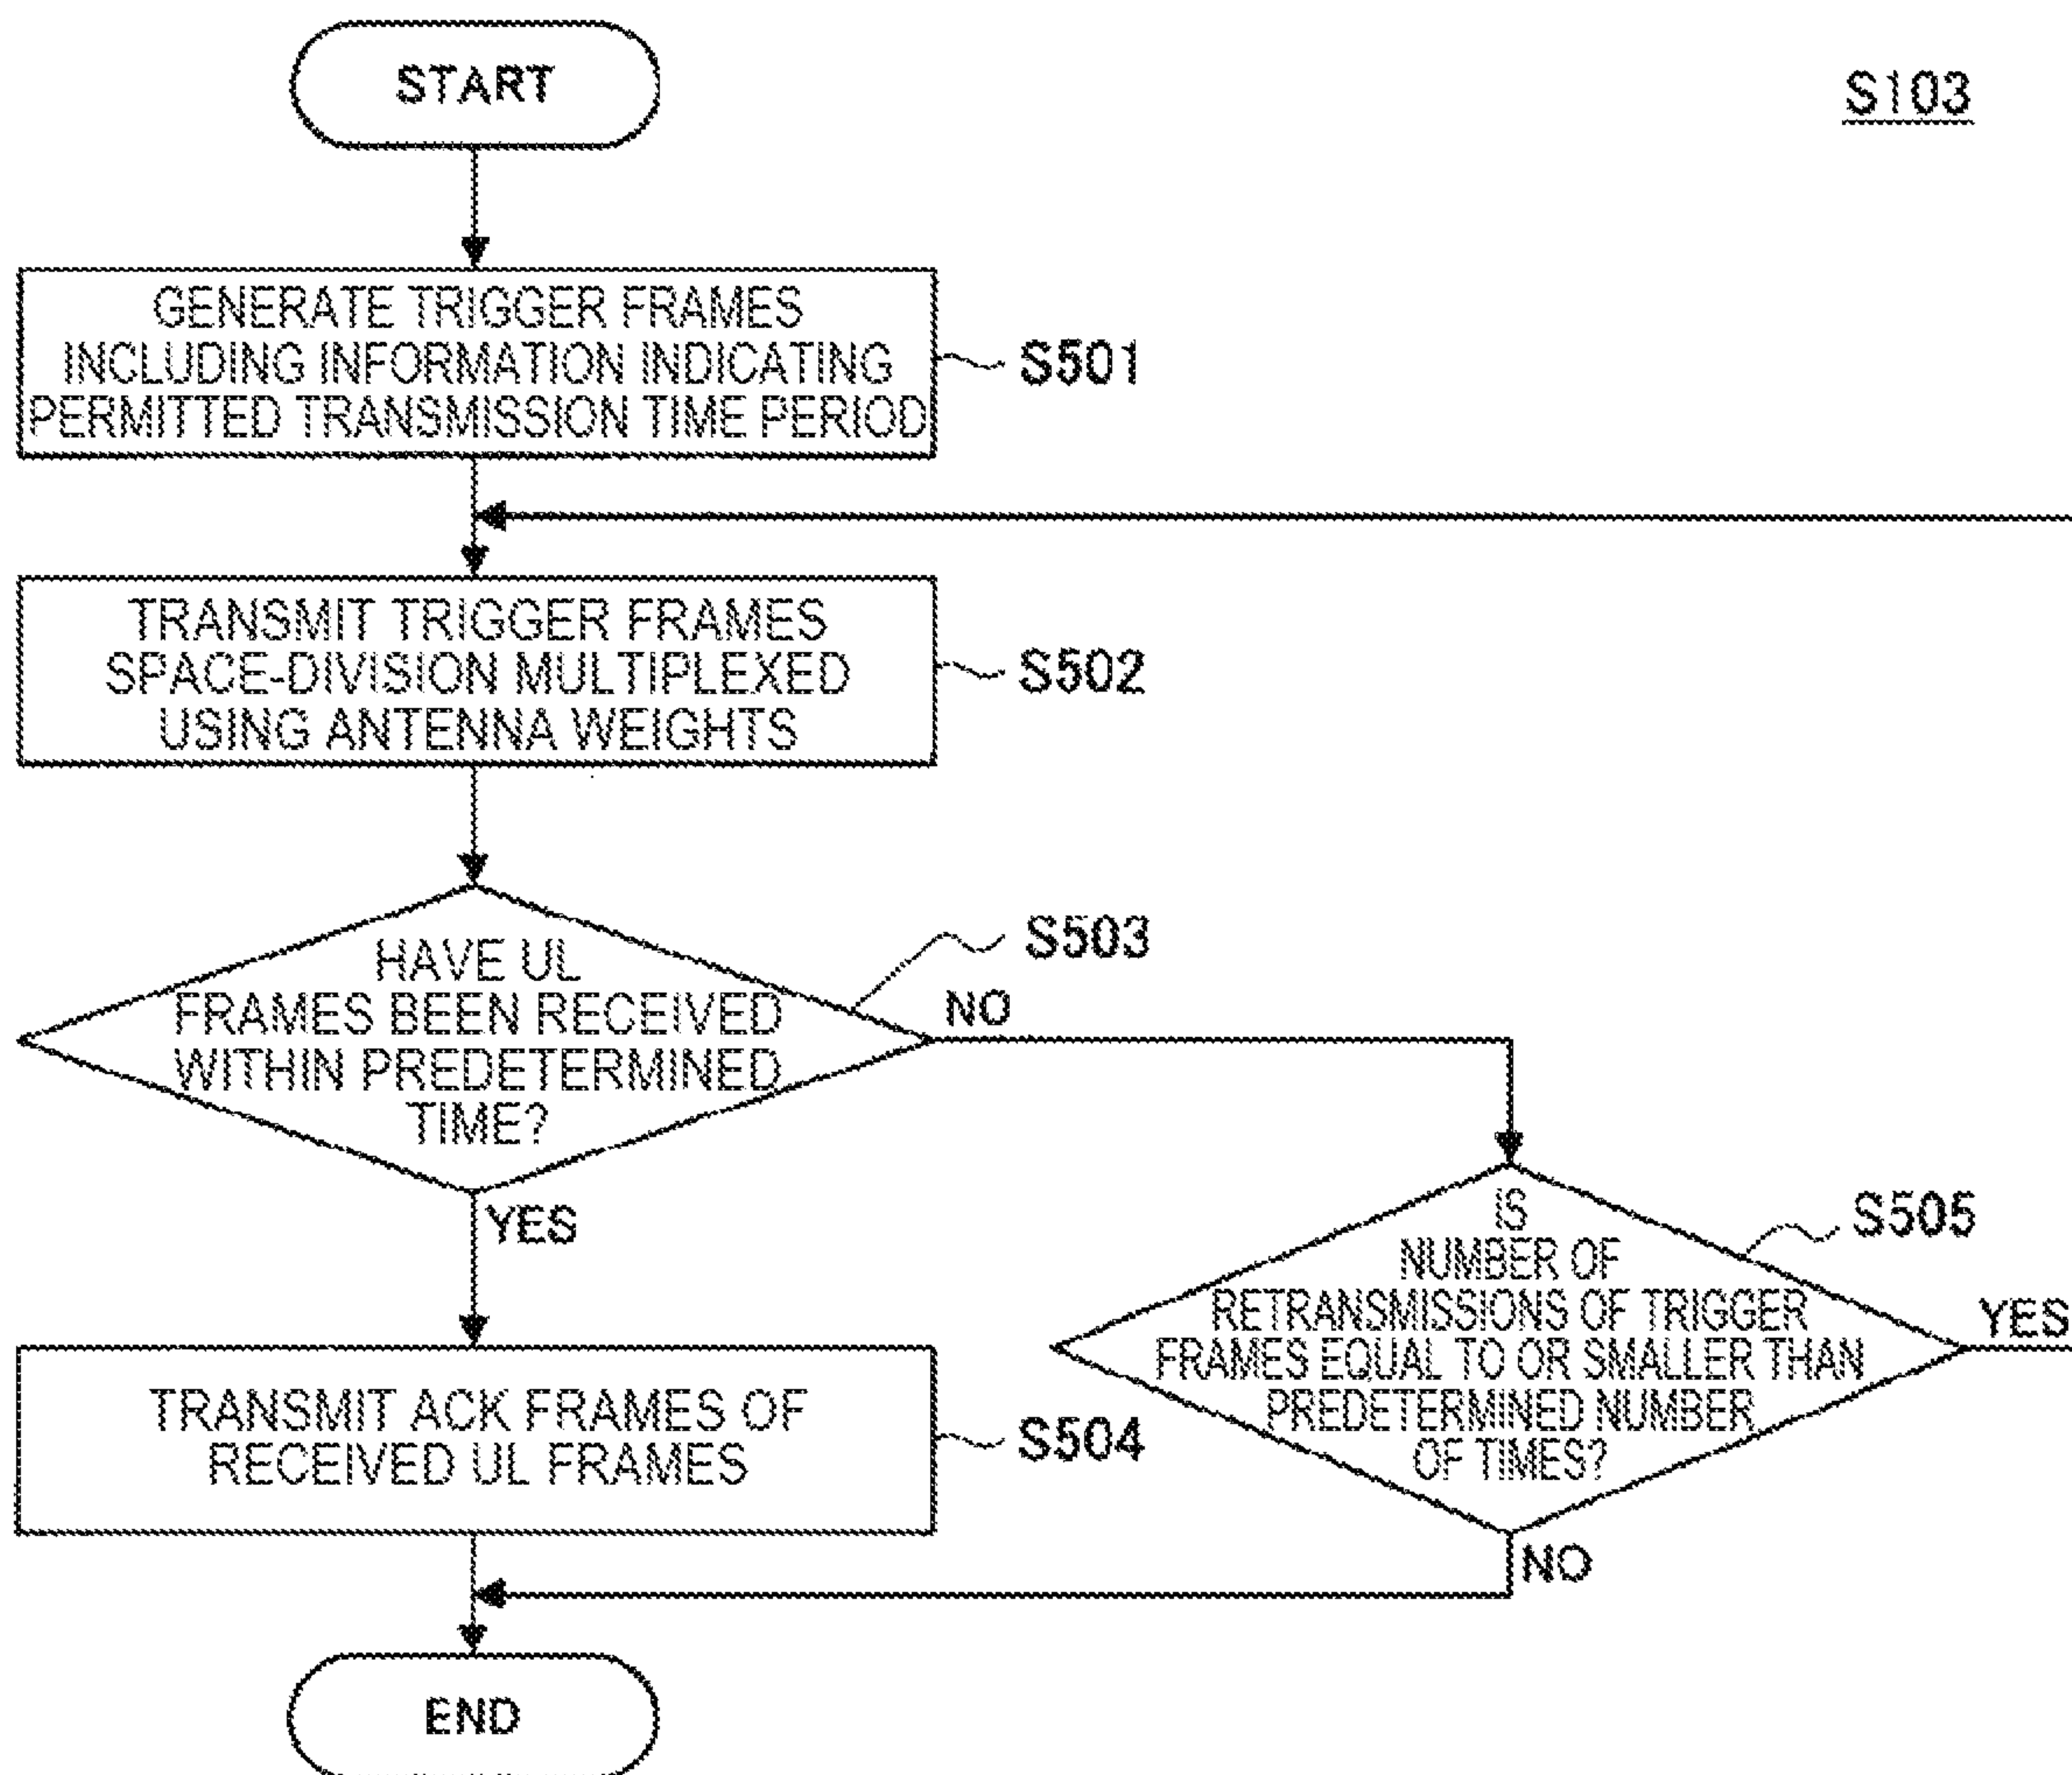 START
S103
GENERATE TRIGGER FRAMES
INCLUDING INFORMATION INDICATING
PERMITTED TRANSMISSION TIME PERIOD
S501
TRANSMIT TRIGGER FRAMES
SPACE-DIVISION MULTIPLEXED
USING ANTENNA WEIGHTS
S502
HAVE UL
FRAMES BEEN RECEIVED
WITHIN PREDETERMINED
TIME?
S503
NO
YES
IS
NUMBER OF
RETRANSMISSIONS OF TRIGGER
FRAMES EQUAL TO OR SMALLER THAN
PREDETERMINED NUMBER
OF TIMES?
S505
YES
TRANSMIT ACK FRAMES OF
RECEIVED UL FRAMES
S504
NO
END